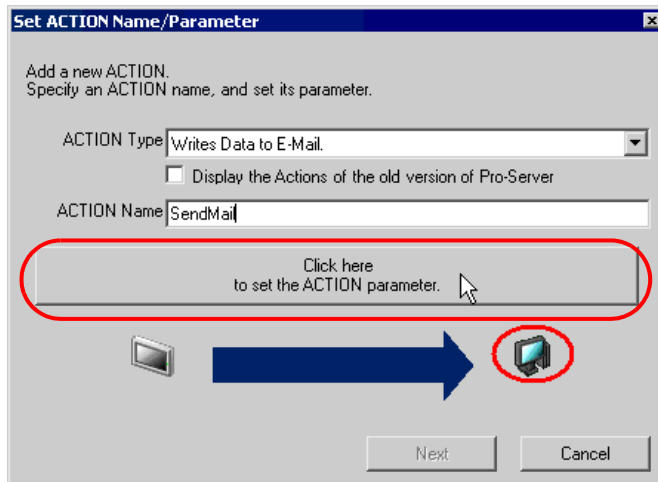 Set ACTION Name/Parameter
Add a new ACTION.
Specify an ACTION name, and set its parameter.
ACTION Type Writes Data to E-Mail.
Display the Actions of the old version of Pro-Server
ACTION Name SendMail
Click here
to set the ACTION parameter.
Next Cancel